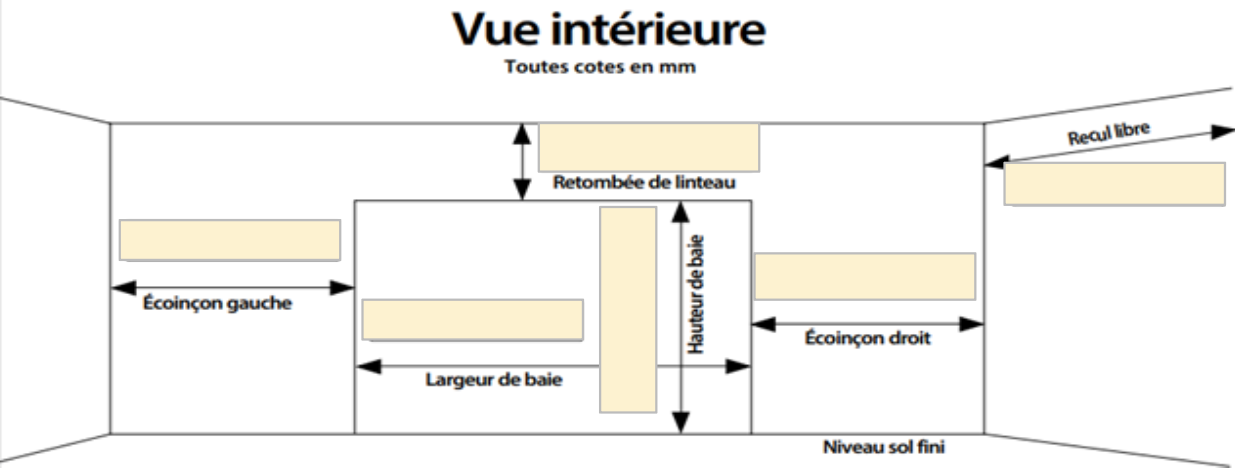 Vue intérieure
Toutes cotes en mm
Recul libre
Retombée de linteau
Hauteur de baie
Écoinçon gauche
Écoinçon droit
Largeur de baie
Niveau sol fini